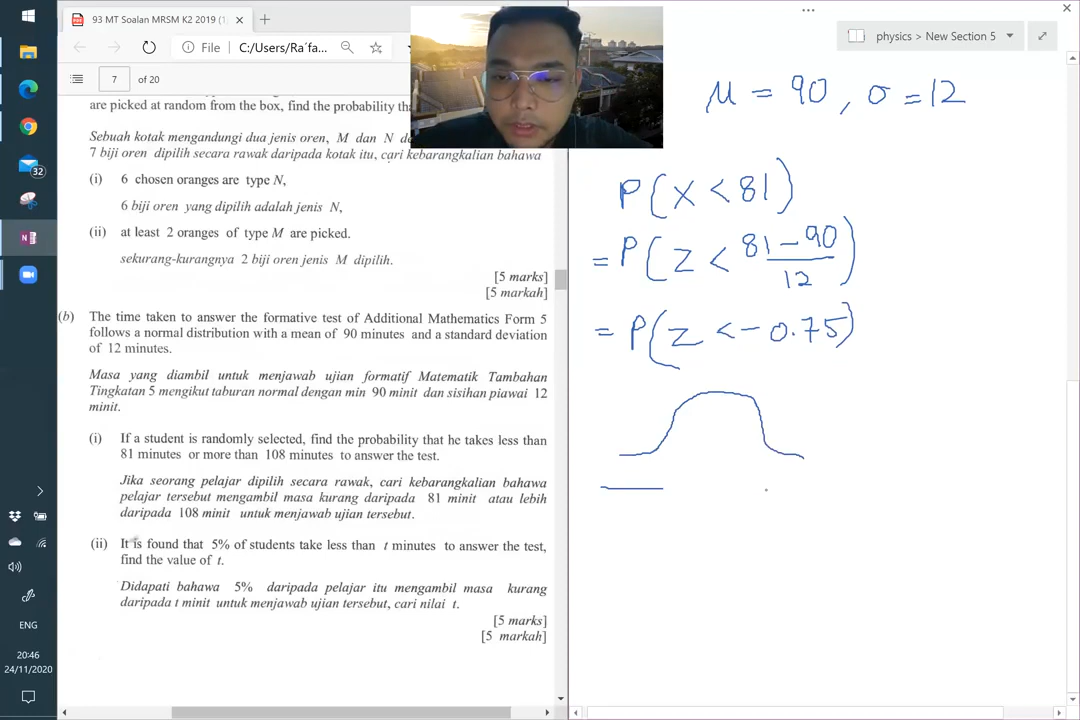 93 MT Soalan MRSM K2 2019 (1
File
C:/Users/Ra´fa...
physics > New Section 5
7 of 20
are picked at random from the box, find the probability tha
Sebuah kotak mengandungi dua jenis oren, M dan N de
7 biji oren dipilih secara rawak daripada kotak itu, cari kebarangkalian bahawa
(i) 6 chosen oranges are type N,
6 biji oren yang dipilih adalah jenis N,
(ii) at least 2 oranges of type M are picked.
sekurang-kurangnya 2 biji oren jenis M dipilih.
[5 marks]
[5 markah]
(b) The time taken to answer the formative test of Additional Mathematics Form 5
follows a normal distribution with a mean of 90 minutes and a standard deviation
of 12 minutes.
Masa yang diambil untuk menjawab ujian formatif Matematik Tambahan
Tingkatan 5 mengikut taburan normal dengan min 90 minit dan sisihan piawai 12
minit.
(i) If a student is randomly selected, find the probability that he takes less than
81 minutes or more than 108 minutes to answer the test.
Jika seorang pelajar dipilih secara rawak, cari kebarangkalian bahawa
pelajar tersebut mengambil masa kurang daripada 81 minit atau lebih
daripada 108 minit untuk menjawab ujian tersebut.
(ii) It is found that 5% of students take less than t minutes to answer the test,
find the value of t.
Didapati bahawa 5% daripada pelajar itu mengambil masa kurang
daripada t minit untuk menjawab ujian tersebut, cari nilai t.
[5 marks]
[5 markah]
μ = 90, σ = 12
P(X < 81)
= P(Z < 81 - 90
12)
= P(Z < -0.75)
32
ENG
20:46
24/11/2020